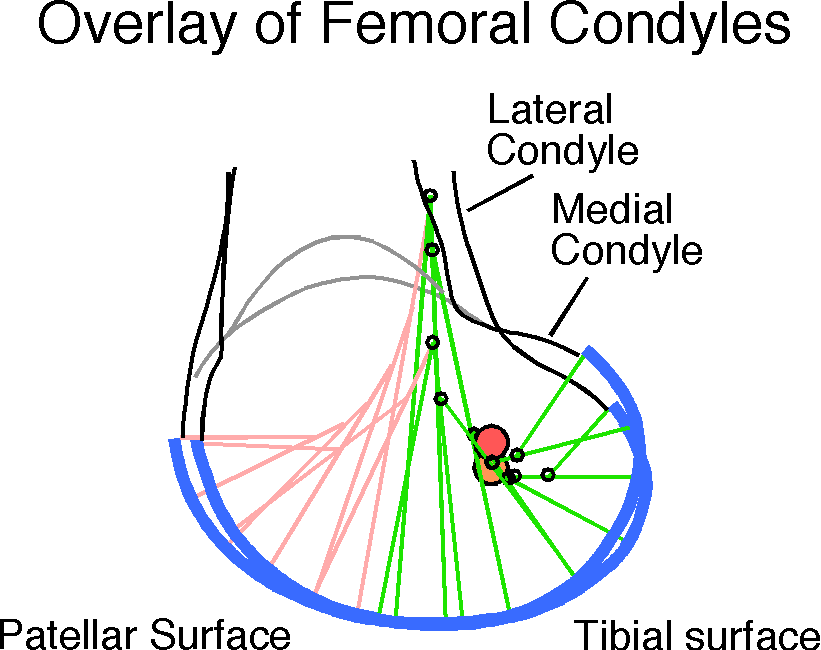 Overlay of Femoral Condyles
Lateral
Condyle
Medial
Condyle
Patellar Surface
Tibial surface